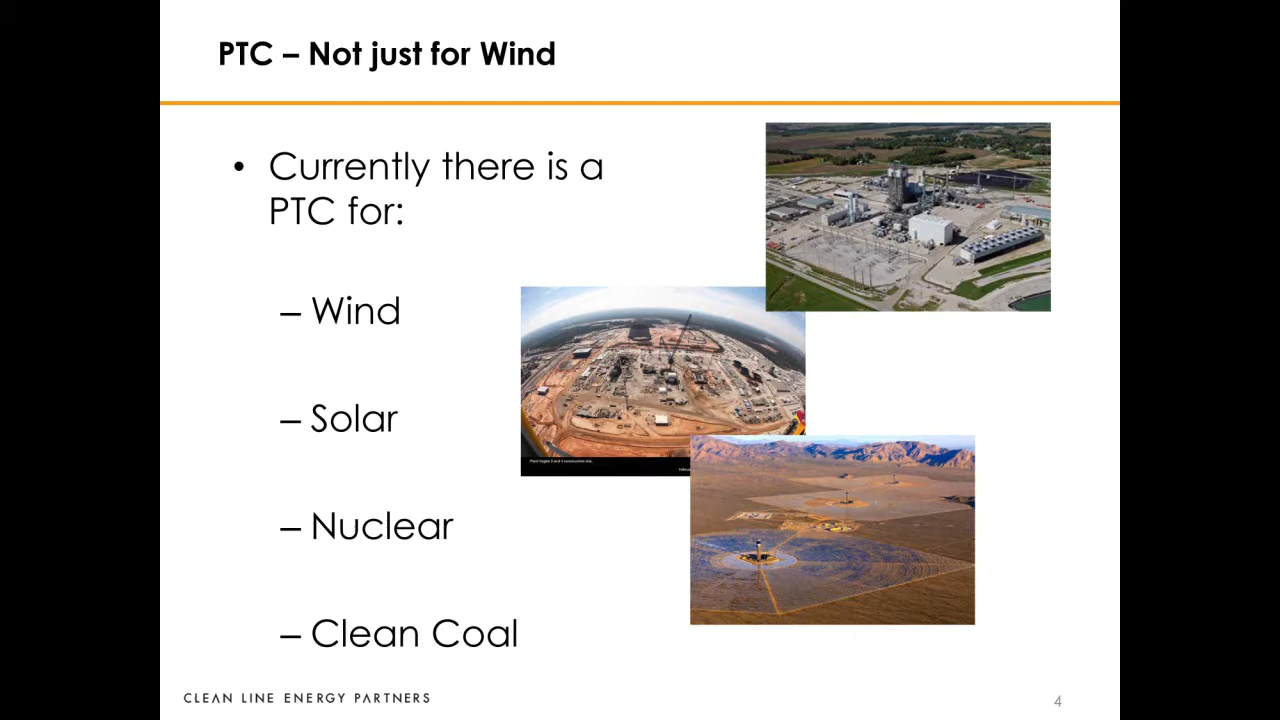 PTC – Not just for Wind
• Currently there is a
PTC for:
– Wind
– Solar
– Nuclear
– Clean Coal
CLEAN LINE ENERGY PARTNERS
4